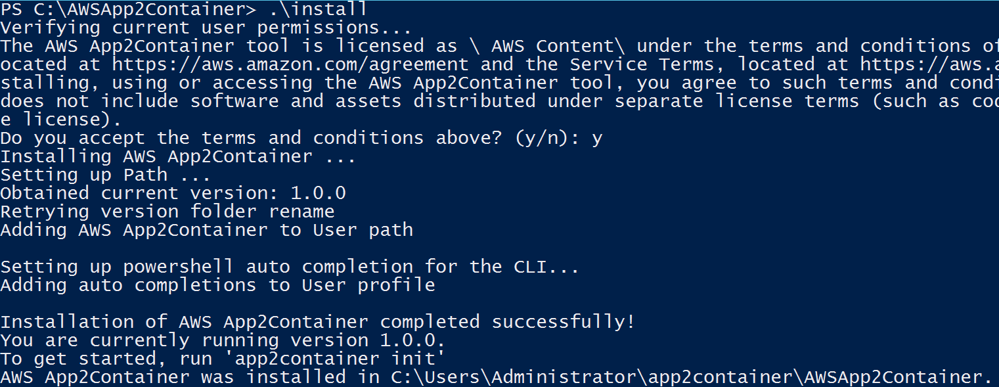 PS C:\AWSApp2Container> .\install
Verifying current user permissions...
The AWS App2Container tool is licensed as \ AWS Content\ under the terms and conditions of
ocated at https://aws.amazon.com/agreement and the Service Terms, located at https://aws.a
stalling, using or accessing the AWS App2Container tool, you agree to such terms and condi
does not include software and assets distributed under separate license terms (such as cod
e license).
Do you accept the terms and conditions above? (y/n): y
Installing AWS App2Container ...
Setting up Path ...
Obtained current version: 1.0.0
Retrying version folder rename
Adding AWS App2Container to User path
Setting up powershell auto completion for the CLI...
Adding auto completions to User profile
Installation of AWS App2Container completed successfully!
You are currently running version 1.0.0.
To get started, run 'app2container init'
AWS App2Container was installed in C:\Users\Administrator\app2container\AWSApp2Container.